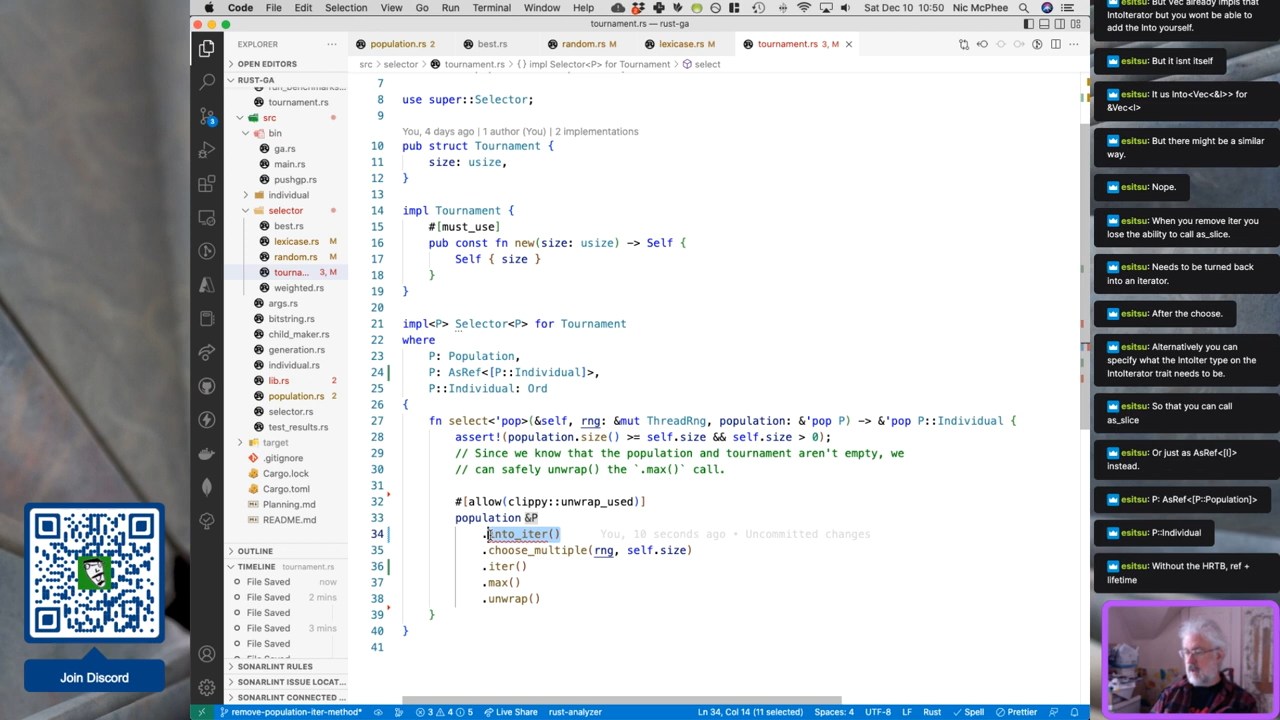 Code File Edit Selection View Go Run Terminal Window Help Sat Dec 10 10:50 Nic McPhee
tournament.rs — rust-ga
EXPLORER
OPEN EDITORS
RUST-GA
run_benchmarks
tournament.rs
src
bin
ga.rs
main.rs
pushgp.rs
individual
selector
best.rs
lexicase.rs M
random.rs M
tourna... 3, M
weighted.rs
args.rs
bitstring.rs
child_maker.rs
generation.rs
individual.rs
lib.rs 2
population.rs 2
selector.rs
test_results.rs
target
.gitignore
Cargo.lock
Cargo.toml
Planning.md
README.md
OUTLINE
TIMELINE tournament.rs
File Saved now
File Saved 2 mins
File Saved
File Saved 3 mins
File Saved
SONARLINT RULES
SONARLINT ISSUE LOCAT...
SONARLINT CONNECTED ...
population.rs 2 best.rs random.rs M lexicase.rs M tournament.rs 3, M
src > selector > tournament.rs > {} impl Selector<P> for Tournament > select
7
8 use super::Selector;
9
You, 4 days ago | 1 author (You) | 2 implementations
10 pub struct Tournament {
11 size: usize,
12 }
13
14 impl Tournament {
15 #[must_use]
16 pub const fn new(size: usize) -> Self {
17 Self { size }
18 }
19 }
20
21 impl<P> Selector<P> for Tournament
22 where
23 P: Population,
24 P: AsRef<[P::Individual]>,
25 P::Individual: Ord
26 {
27 fn select<'pop>(&self, rng: &mut ThreadRng, population: &'pop P) -> &'pop P::Individual {
28 assert!(population.size() >= self.size && self.size > 0);
29 // Since we know that the population and tournament aren't empty, we
30 // can safely unwrap() the `.max()` call.
31
32 #[allow(clippy::unwrap_used)]
33 population &P
34 .into_iter() You, 10 seconds ago • Uncommitted changes
35 .choose_multiple(rng, self.size)
36 .iter()
37 .max()
38 .unwrap()
39 }
40 }
41
remove-population-iter-method* 3 4 5 Live Share rust-analyzer Ln 34, Col 14 (11 selected) Spaces: 4 UTF-8 LF Rust Spell Prettier
Join Discord
esitsu: But Vec already impls that
IntoIterator but you wont be able to
add the Into yourself.
esitsu: But it isnt itself
esitsu: It us Into<Vec<&I>> for
&Vec<I>
esitsu: But there might be a similar
way.
esitsu: Nope.
esitsu: When you remove iter you
lose the ability to call as_slice.
esitsu: Needs to be turned back
into an iterator.
esitsu: After the choose.
esitsu: Alternatively you can
specify what the IntoIter type on the
IntoIterator trait needs to be.
esitsu: So that you can call
as_slice
esitsu: Or just as AsRef<[I]>
instead.
esitsu: P: AsRef<[P::Population]>
esitsu: P::Individual
esitsu: Without the HRTB, ref +
lifetime